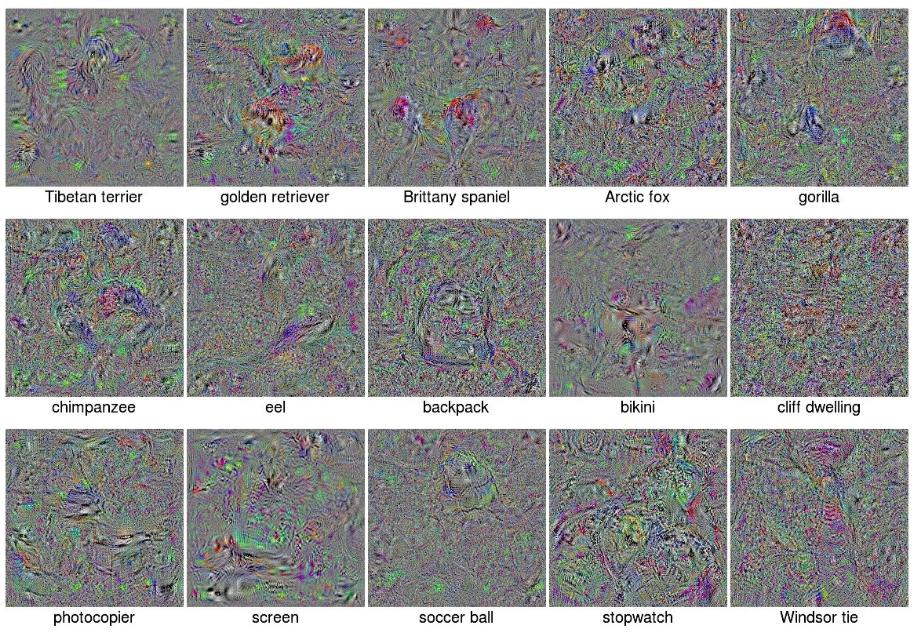 Tibetan terrier
golden retriever
Brittany spaniel
Arctic fox
gorilla
chimpanzee
eel
backpack
bikini
cliff dwelling
photocopier
screen
soccer ball
stopwatch
Windsor tie